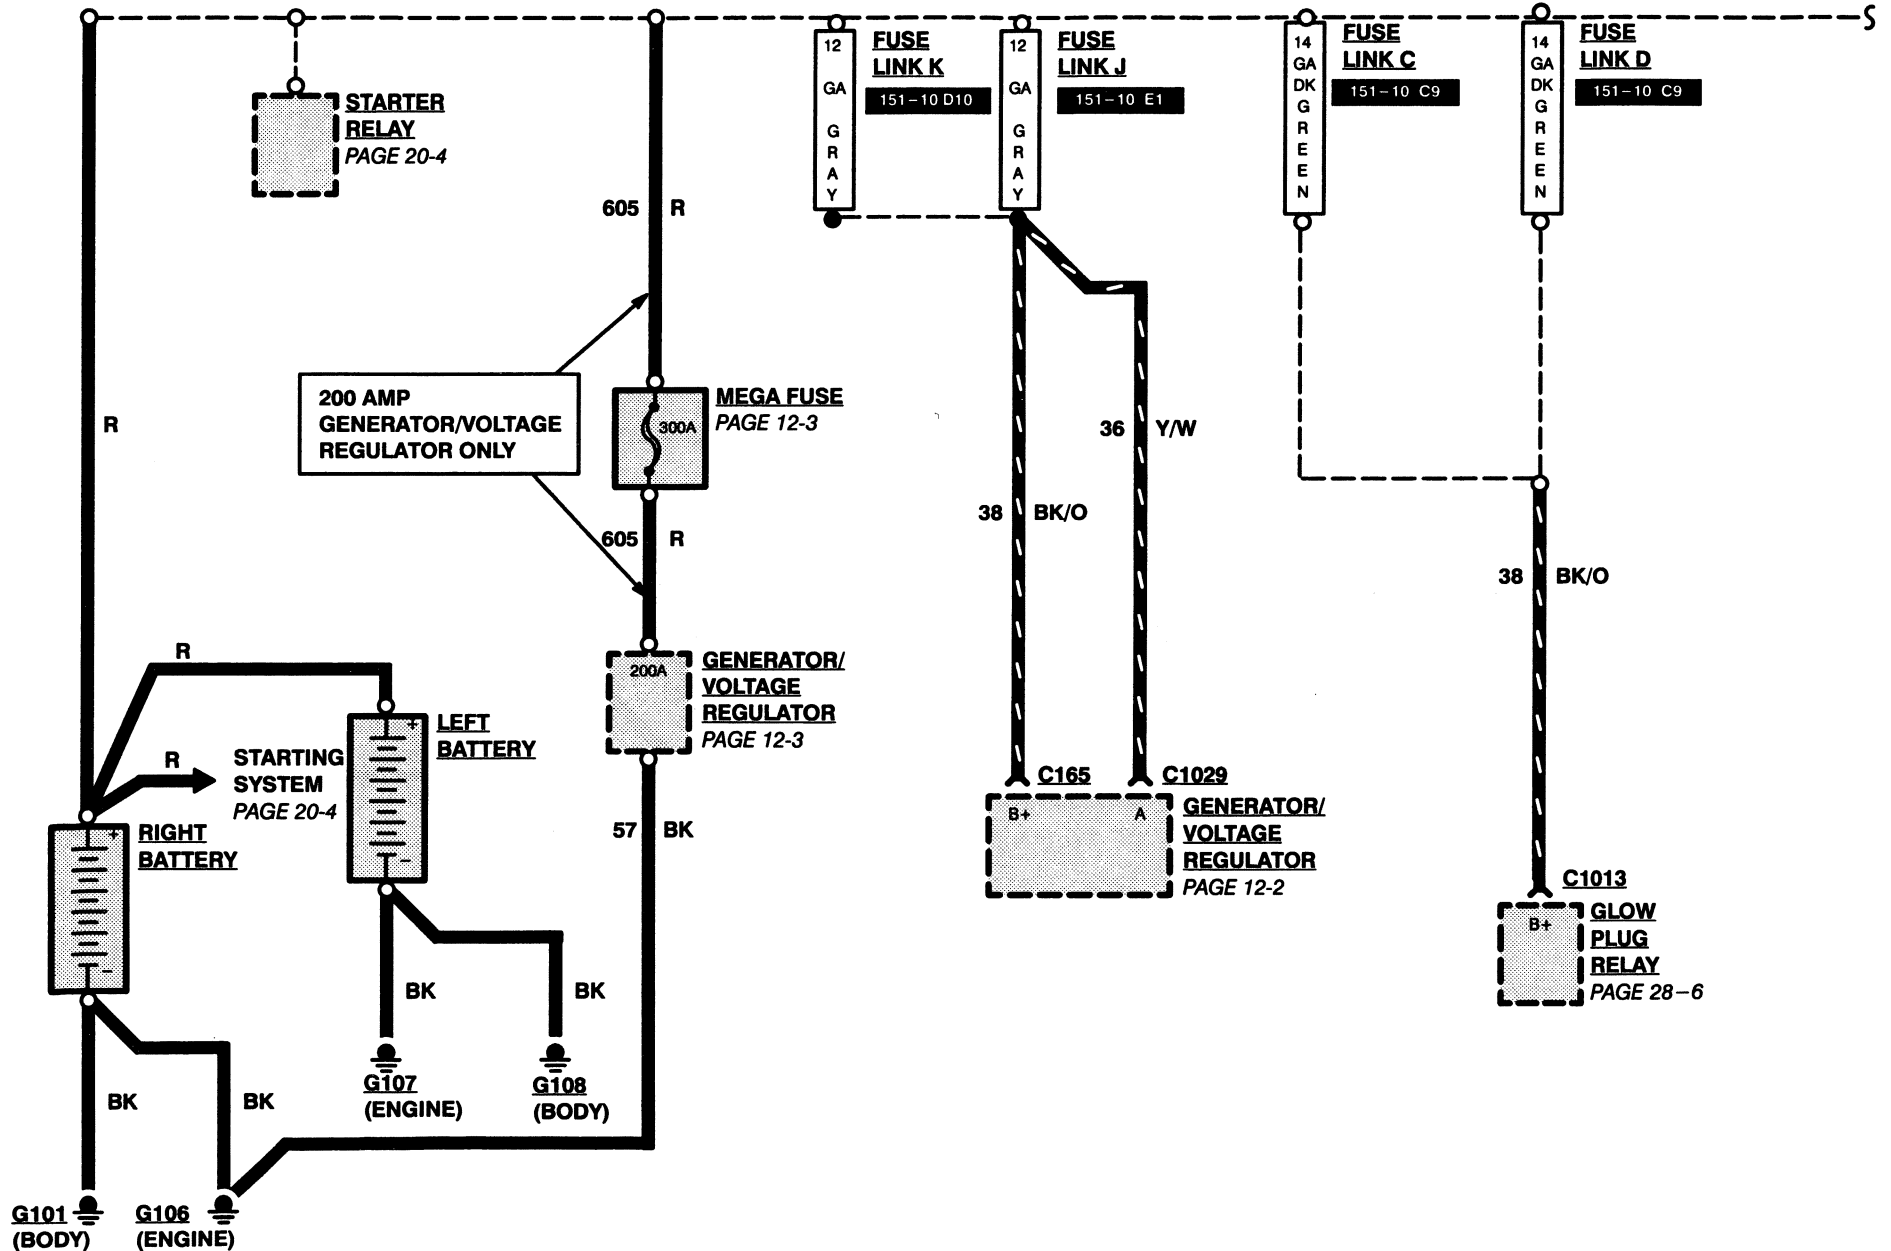 S
12
GA
G
R
A
Y
FUSE
LINK K
151-10 D10
12
GA
G
R
A
Y
FUSE
LINK J
151-10 E1
14
GA
DK
G
R
E
E
N
FUSE
LINK C
151-10 C9
14
GA
DK
G
R
E
E
N
FUSE
LINK D
151-10 C9
STARTER
RELAY
PAGE 20-4
605 R
200 AMP
GENERATOR/VOLTAGE
REGULATOR ONLY
300A
MEGA FUSE
PAGE 12-3
R
36 Y/W
38 BK/O
605 R
38 BK/O
R
200A
GENERATOR/
VOLTAGE
REGULATOR
PAGE 12-3
+
-
LEFT
BATTERY
R
STARTING
SYSTEM
PAGE 20-4
C165
C1029
B+
A
GENERATOR/
VOLTAGE
REGULATOR
PAGE 12-2
+
-
RIGHT
BATTERY
57 BK
C1013
B+
GLOW
PLUG
RELAY
PAGE 28-6
BK
BK
G107
(ENGINE)
G108
(BODY)
BK
BK
G101
(BODY)
G106
(ENGINE)